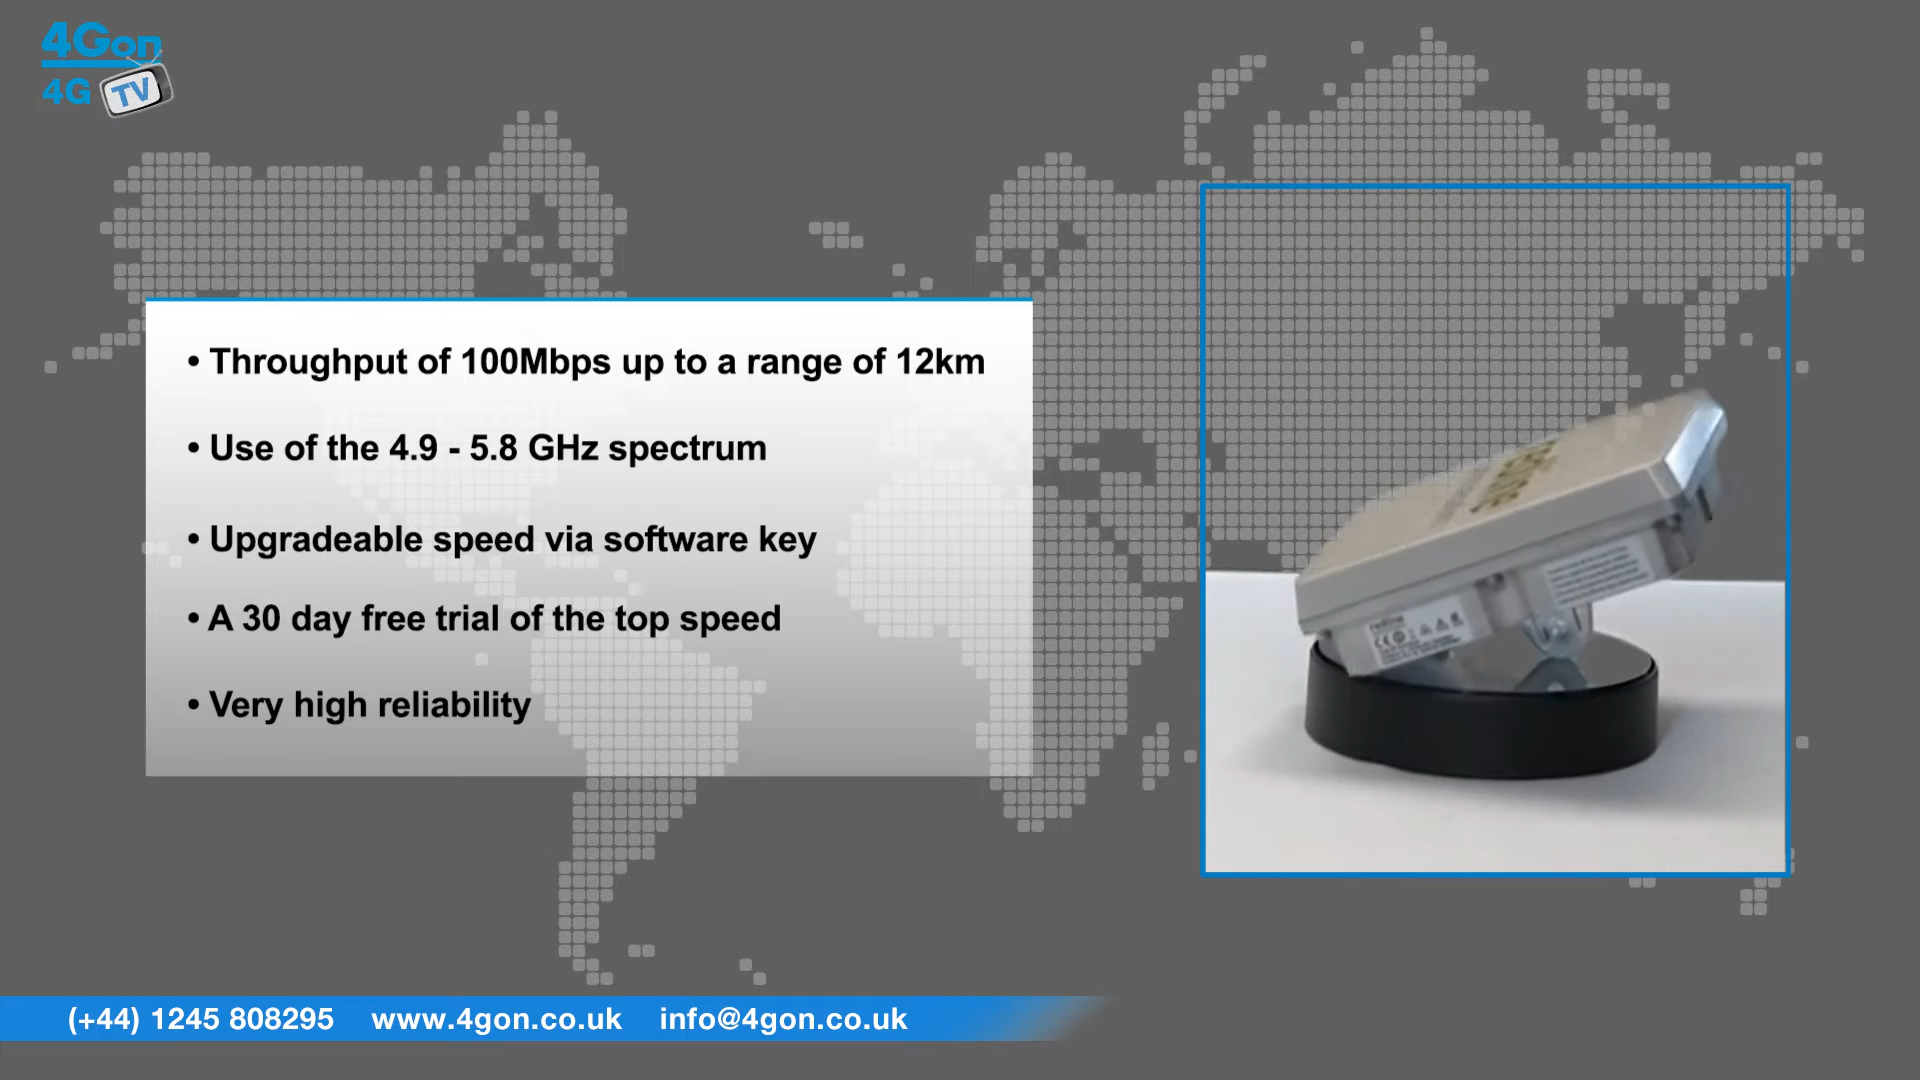 4Gon
4G TV
• Throughput of 100Mbps up to a range of 12km
• Use of the 4.9 - 5.8 GHz spectrum
• Upgradeable speed via software key
• A 30 day free trial of the top speed
• Very high reliability
redline
(+44) 1245 808295 www.4gon.co.uk info@4gon.co.uk